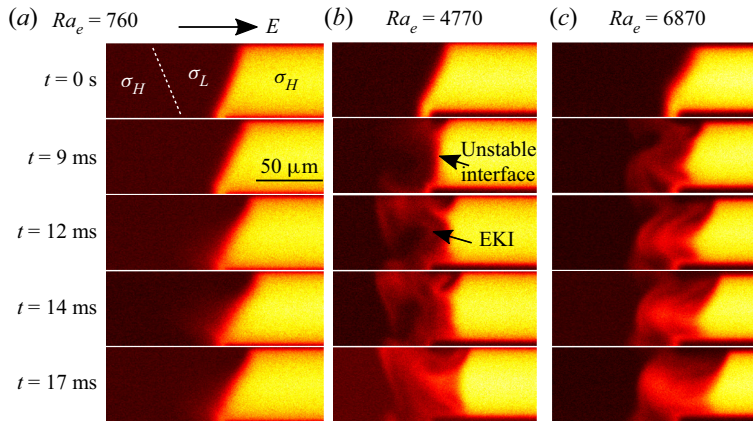 (a) Ra_e = 760 E (b) Ra_e = 4770 (c) Ra_e = 6870
t = 0 s σ_H σ_L σ_H
t = 9 ms 50 μm Unstable
interface
t = 12 ms EKI
t = 14 ms
t = 17 ms